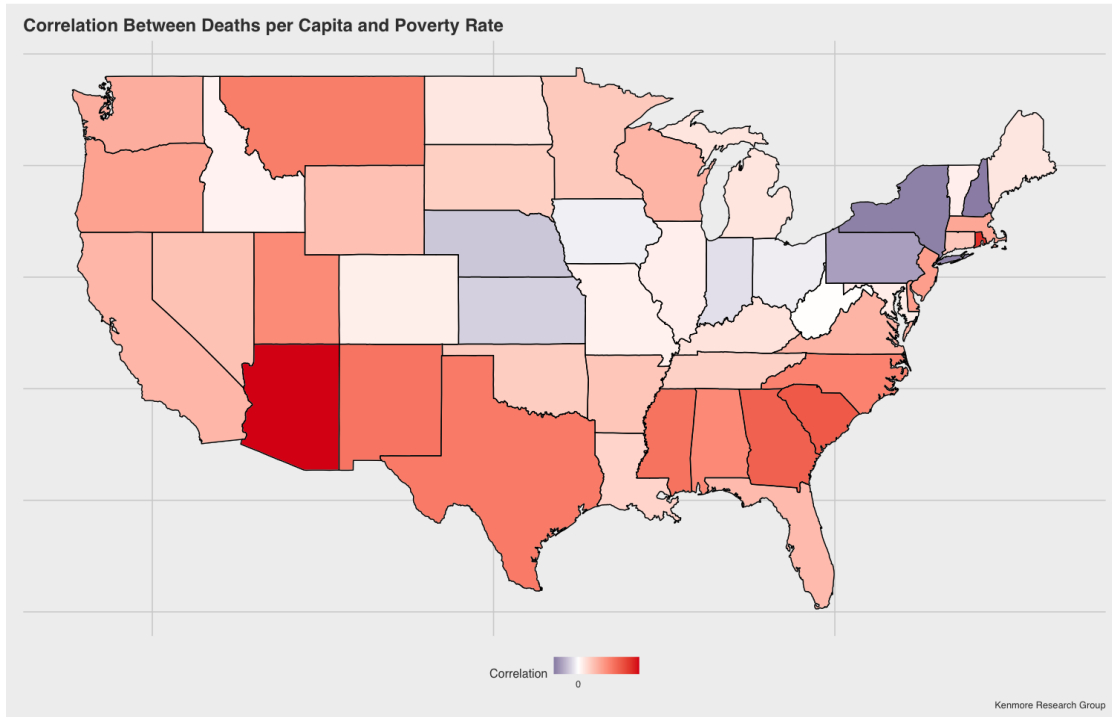 Correlation Between Deaths per Capita and Poverty Rate
Correlation
0
Kenmore Research Group